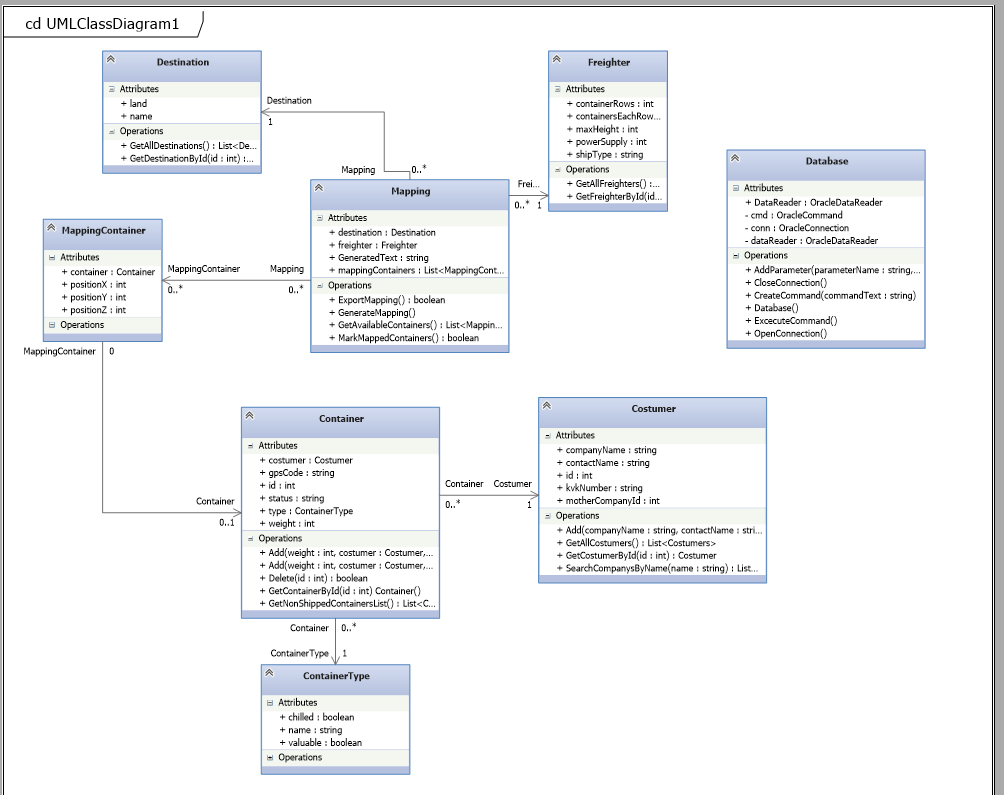 cd UMLClassDiagram1
Destination
Attributes
+ land
+ name
Operations
+ GetAllDestinations() : List<De...
+ GetDestinationById(id : int) :...
Destination
1
Mapping
0..*
Freighter
Attributes
+ containerRows : int
+ containersEachRow...
+ maxHeight : int
+ powerSupply : int
+ shipType : string
Operations
+ GetAllFreighters() :...
+ GetFreighterById(id...
Frei...
0..* 1
Database
Attributes
+ DataReader : OracleDataReader
- cmd : OracleCommand
- conn : OracleConnection
- dataReader : OracleDataReader
Operations
+ AddParameter(parameterName : string,...
+ CloseConnection()
+ CreateCommand(commandText : string)
+ Database()
+ ExcecuteCommand()
+ OpenConnection()
Mapping
Attributes
+ destination : Destination
+ freighter : Freighter
+ GeneratedText : string
+ mappingContainers : List<MappingCont...
Operations
+ ExportMapping() : boolean
+ GenerateMapping()
+ GetAvailableContainers() : List<Mappin...
+ MarkMappedContainers() : boolean
MappingContainer
Attributes
+ container : Container
+ positionX : int
+ positionY : int
+ positionZ : int
Operations
MappingContainer Mapping
0..* 0..*
MappingContainer 0
Container
0..1
Container
Attributes
+ costumer : Costumer
+ gpsCode : string
+ id : int
+ status : string
+ type : ContainerType
+ weight : int
Operations
+ Add(weight : int, costumer : Costumer,...
+ Add(weight : int, costumer : Costumer,...
+ Delete(id : int) : boolean
+ GetContainerById(id : int) Container()
+ GetNonShippedContainersList() : List<C...
Container Costumer
0..* 1
Costumer
Attributes
+ companyName : string
+ contactName : string
+ id : int
+ kvkNumber : string
+ motherCompanyId : int
Operations
+ Add(companyName : string, contactName : stri...
+ GetAllCostumers() : List<Costumers>
+ GetCostumerById(id : int) : Costumer
+ SearchCompanysByName(name : string) : List...
Container 0..*
ContainerType 1
ContainerType
Attributes
+ chilled : boolean
+ name : string
+ valuable : boolean
Operations